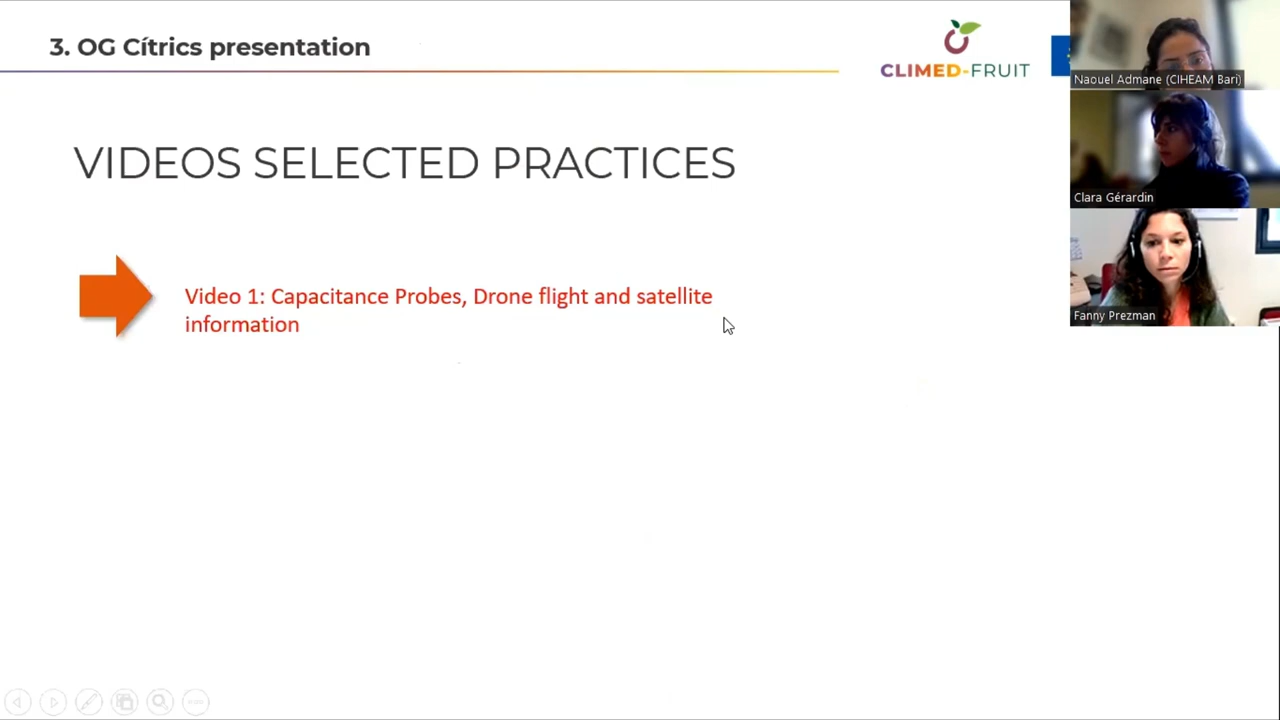 3. OG Cítrics presentation
CLIMED-FRUIT
VIDEOS SELECTED PRACTICES
Video 1: Capacitance Probes, Drone flight and satellite
information
Naouel Admane (CIHEAM Bari)
Clara Gérardin
Fanny Prezman